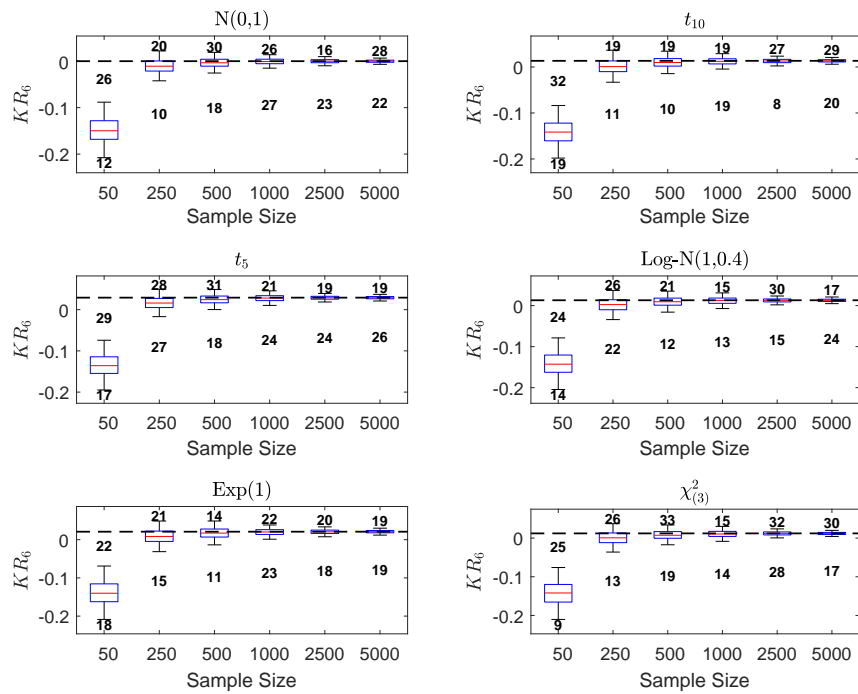 N(0,1)
20 30 26 16 28
0
26
-0.1
10 18 27 23 22
-0.2
12
50 250 500 1000 2500 5000
Sample Size
KR6
t10
19 19 19 27 29
0
32
-0.1
11 10 19 8 20
-0.2
19
50 250 500 1000 2500 5000
Sample Size
KR6
t5
28 31 21 19 19
0
29
-0.1
27 18 24 24 26
-0.2
17
50 250 500 1000 2500 5000
Sample Size
KR6
Log-N(1,0.4)
26 21 15 30 17
0
24
-0.1
22 12 13 15 24
-0.2
14
50 250 500 1000 2500 5000
Sample Size
KR6
Exp(1)
21 14 22 20 19
0
22
-0.1
15 11 23 18 19
-0.2
18
50 250 500 1000 2500 5000
Sample Size
KR6
χ²(3)
26 33 15 32 30
0
25
-0.1
13 19 14 28 17
-0.2
9
50 250 500 1000 2500 5000
Sample Size
KR6